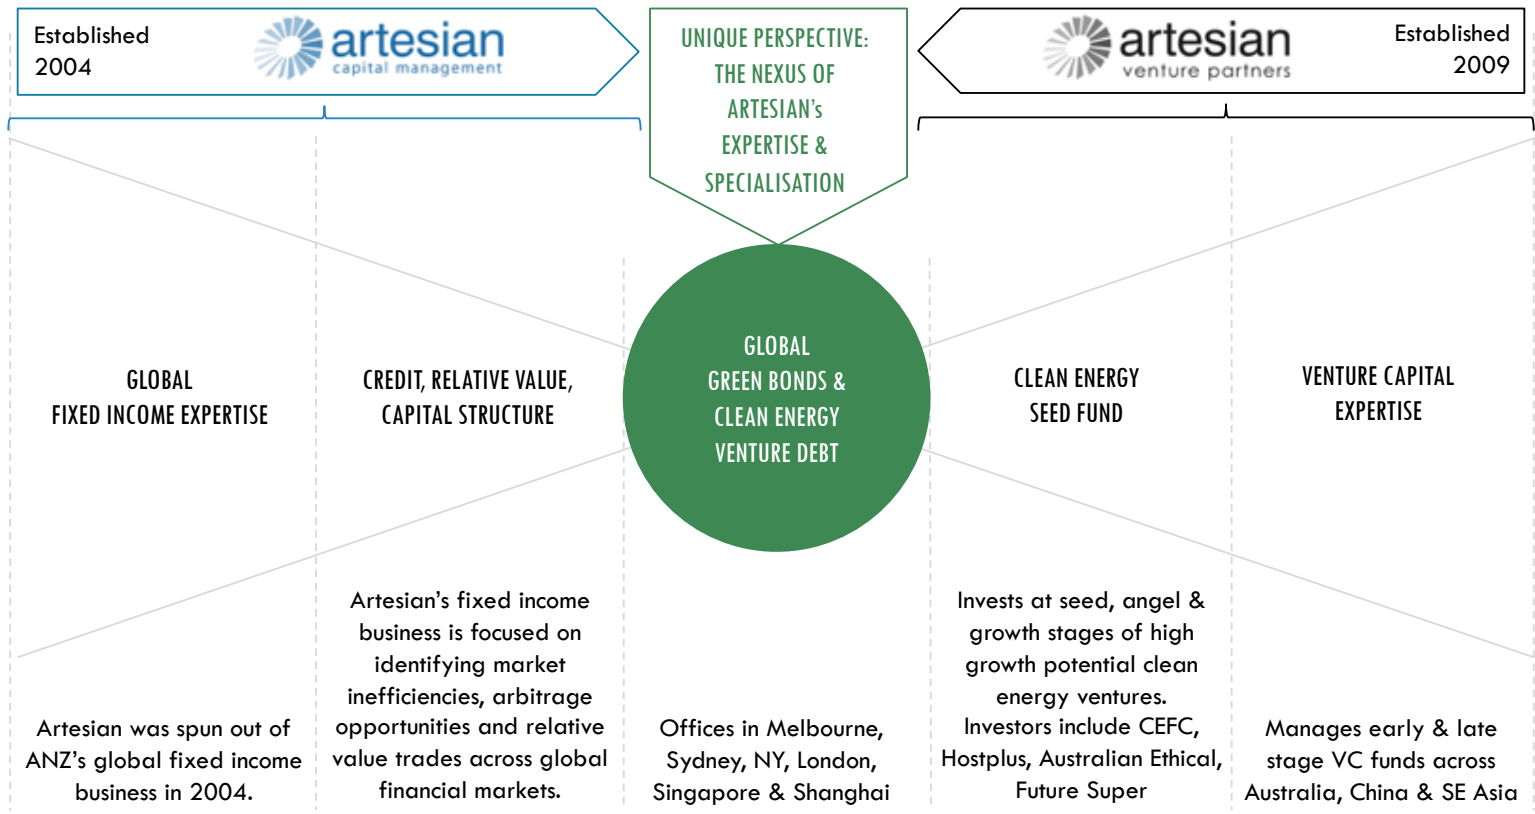 Established
2004
artesian
capital management
UNIQUE PERSPECTIVE:
THE NEXUS OF
ARTESIAN's
EXPERTISE &
SPECIALISATION
artesian
venture partners
Established
2009
GLOBAL
FIXED INCOME EXPERTISE
CREDIT, RELATIVE VALUE,
CAPITAL STRUCTURE
GLOBAL
GREEN BONDS &
CLEAN ENERGY
VENTURE DEBT
CLEAN ENERGY
SEED FUND
VENTURE CAPITAL
EXPERTISE
Artesian was spun out of
ANZ’s global fixed income
business in 2004.
Artesian’s fixed income
business is focused on
identifying market
inefficiencies, arbitrage
opportunities and relative
value trades across global
financial markets.
Offices in Melbourne,
Sydney, NY, London,
Singapore & Shanghai
Invests at seed, angel &
growth stages of high
growth potential clean
energy ventures.
Investors include CEFC,
Hostplus, Australian Ethical,
Future Super
Manages early & late
stage VC funds across
Australia, China & SE Asia